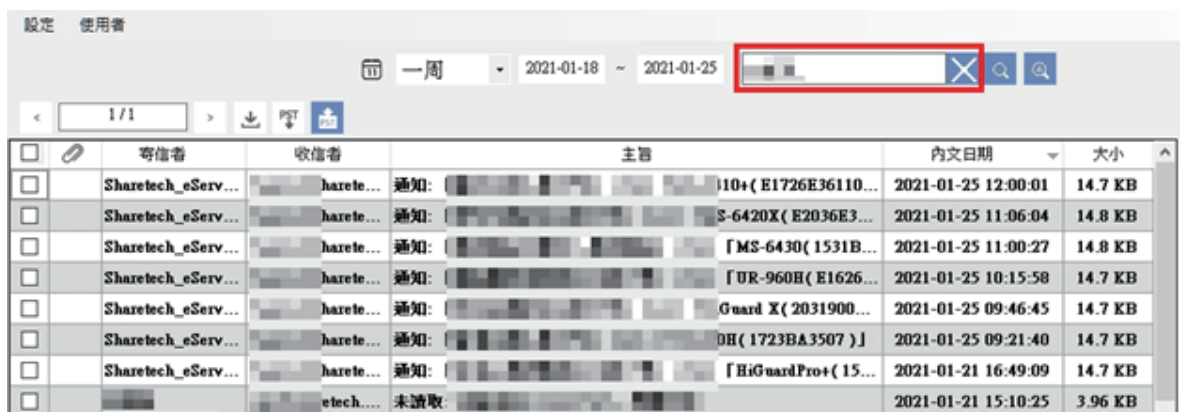 設定 使用者
一周 2021-01-18 ~ 2021-01-25
1/1 PST PST
寄信者 收信者 主旨 內文日期 大小
Sharetech_eServ... harete... 通知: 310+( E1726E36110... 2021-01-25 12:00:01 14.7 KB
Sharetech_eServ... harete... 通知: S-6420X( E2036E3... 2021-01-25 11:06:04 14.8 KB
Sharetech_eServ... harete... 通知: 「MS-6430( 1531B... 2021-01-25 11:00:27 14.8 KB
Sharetech_eServ... harete... 通知: 「UR-960H( E1626... 2021-01-25 10:15:58 14.7 KB
Sharetech_eServ... harete... 通知: Guard X( 2031900... 2021-01-25 09:46:45 14.7 KB
Sharetech_eServ... harete... 通知: 0H( 1723BA3507 )」 2021-01-25 09:21:40 14.7 KB
Sharetech_eServ... harete... 通知: 「HiGuardPro+( 15... 2021-01-21 16:49:09 14.7 KB
etech.... 未讀取: 2021-01-21 15:10:25 3.96 KB